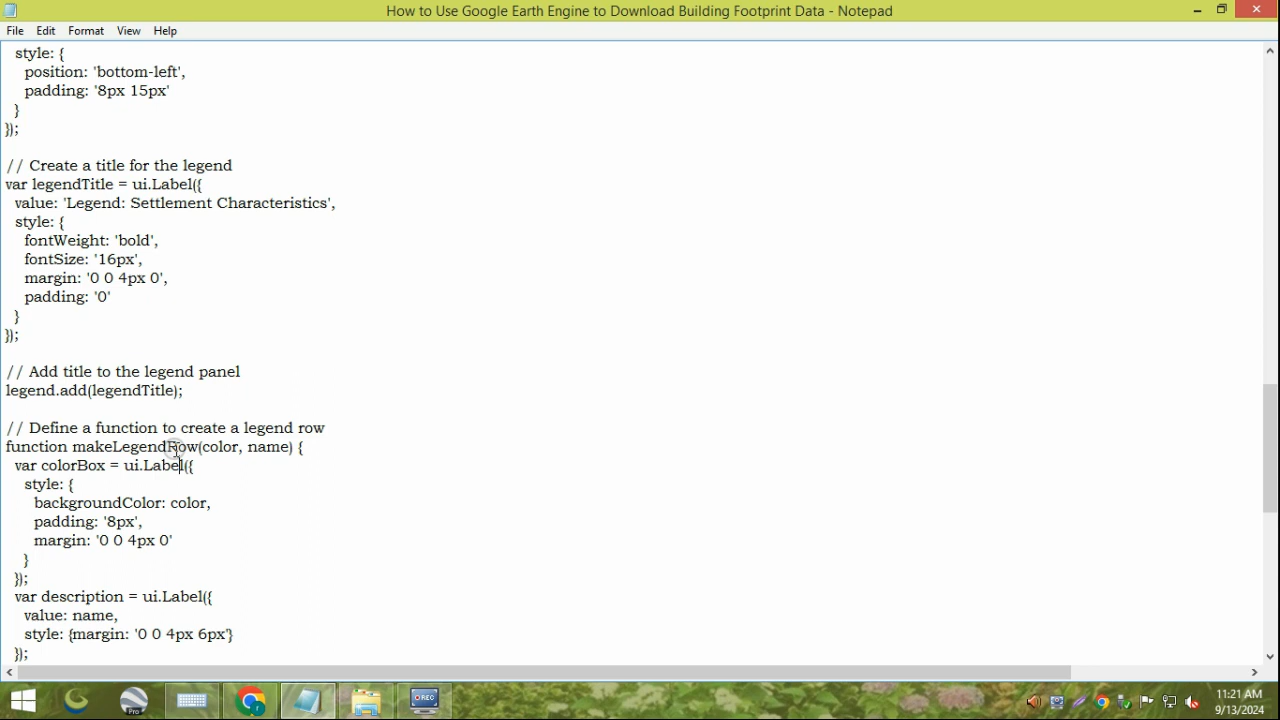 How to Use Google Earth Engine to Download Building Footprint Data - Notepad
File Edit Format View Help
style: {
position: 'bottom-left',
padding: '8px 15px'
}
});
// Create a title for the legend
var legendTitle = ui.Label({
value: 'Legend: Settlement Characteristics',
style: {
fontWeight: 'bold',
fontSize: '16px',
margin: '0 0 4px 0',
padding: '0'
}
});
// Add title to the legend panel
legend.add(legendTitle);
// Define a function to create a legend row
function makeLegendRow(color, name) {
var colorBox = ui.Label({
style: {
backgroundColor: color,
padding: '8px',
margin: '0 0 4px 0'
}
});
var description = ui.Label({
value: name,
style: {margin: '0 0 4px 6px'}
});
Pro
REC
11:21 AM
9/13/2024